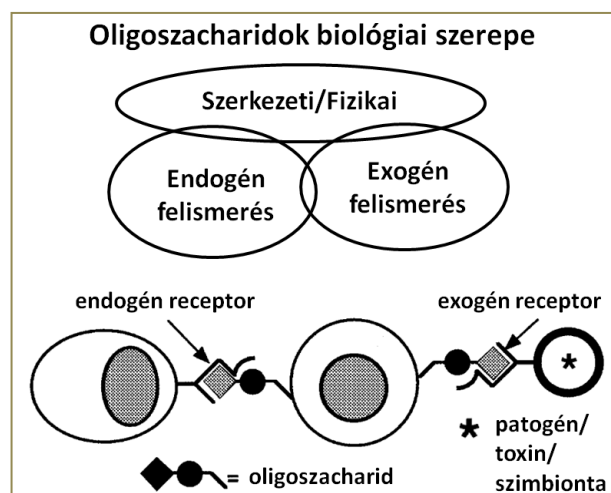 Oligoszacharidok biológiai szerepe
Szerkezeti/Fizikai
Endogén
felismerés
Exogén
felismerés
endogén receptor
exogén receptor
*
* patogén/
toxin/
szimbionta
= oligoszacharid